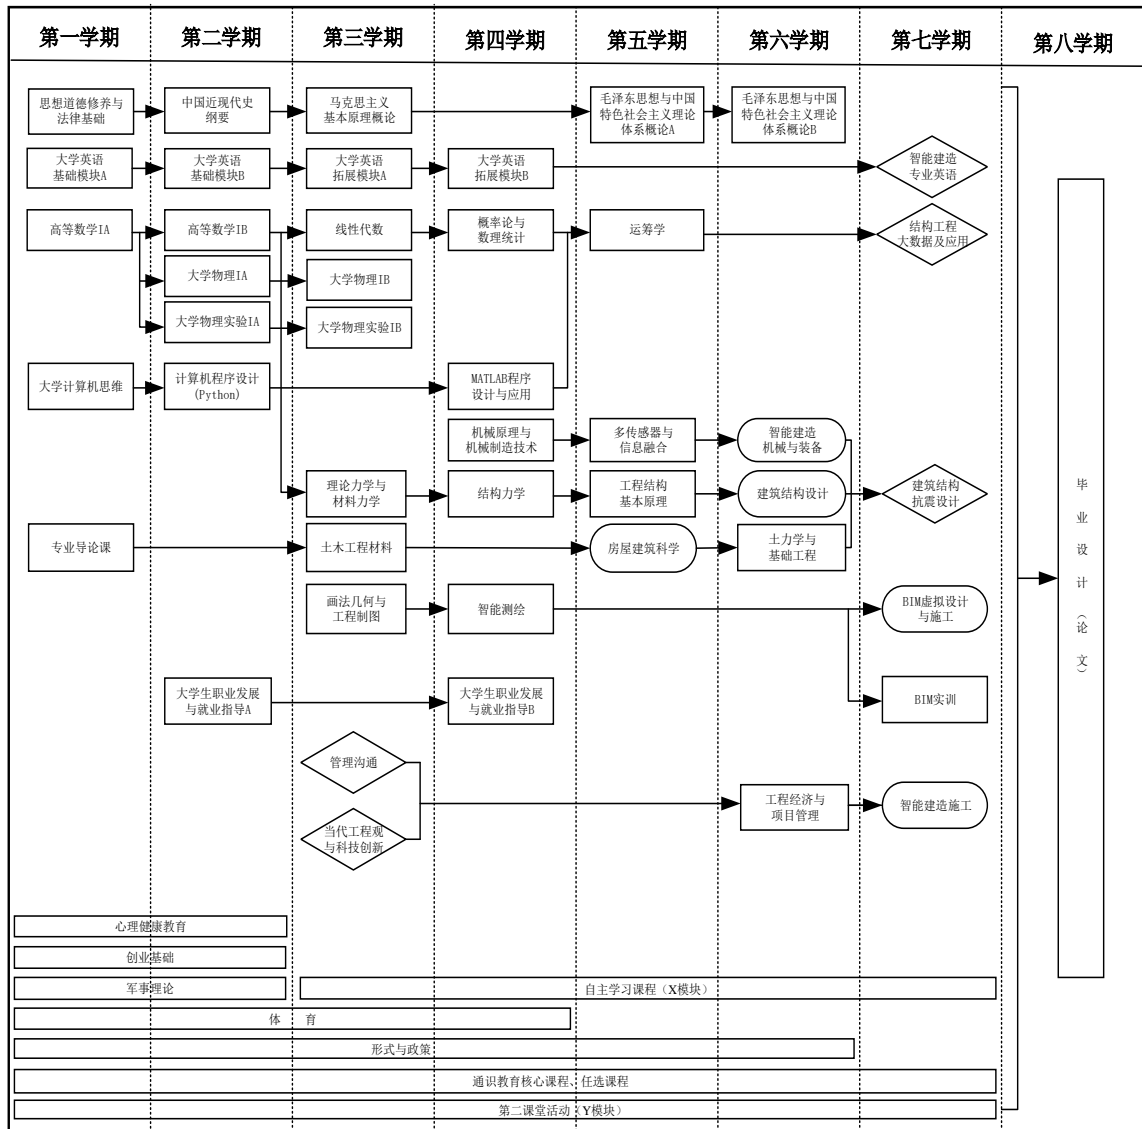 第一学期
第二学期
第三学期
第四学期
第五学期
第六学期
第七学期
第八学期
思想道德修养与
法律基础
中国近现代史
纲要
马克思主义
基本原理概论
毛泽东思想与中国
特色社会主义理论
体系概论A
毛泽东思想与中国
特色社会主义理论
体系概论B
大学英语
基础模块A
大学英语
基础模块B
大学英语
拓展模块A
大学英语
拓展模块B
智能建造
专业英语
高等数学IA
高等数学IB
线性代数
概率论与
数理统计
运筹学
结构工程
大数据及应用
大学物理IA
大学物理IB
大学物理实验IA
大学物理实验IB
大学计算机思维
计算机程序设计
(Python)
MATLAB程序
设计与应用
机械原理与
机械制造技术
多传感器与
信息融合
智能建造
机械与装备
理论力学与
材料力学
结构力学
工程结构
基本原理
建筑结构设计
建筑结构
抗震设计
专业导论课
土木工程材料
房屋建筑科学
土力学与
基础工程
画法几何与
工程制图
智能测绘
BIM虚拟设计
与施工
大学生职业发展
与就业指导A
大学生职业发展
与就业指导B
BIM实训
管理沟通
当代工程观
与科技创新
工程经济与
项目管理
智能建造施工
毕业设计（论文）
心理健康教育
创业基础
军事理论
自主学习课程（X模块）
体 育
形式与政策
通识教育核心课程、任选课程
第二课堂活动（Y模块）